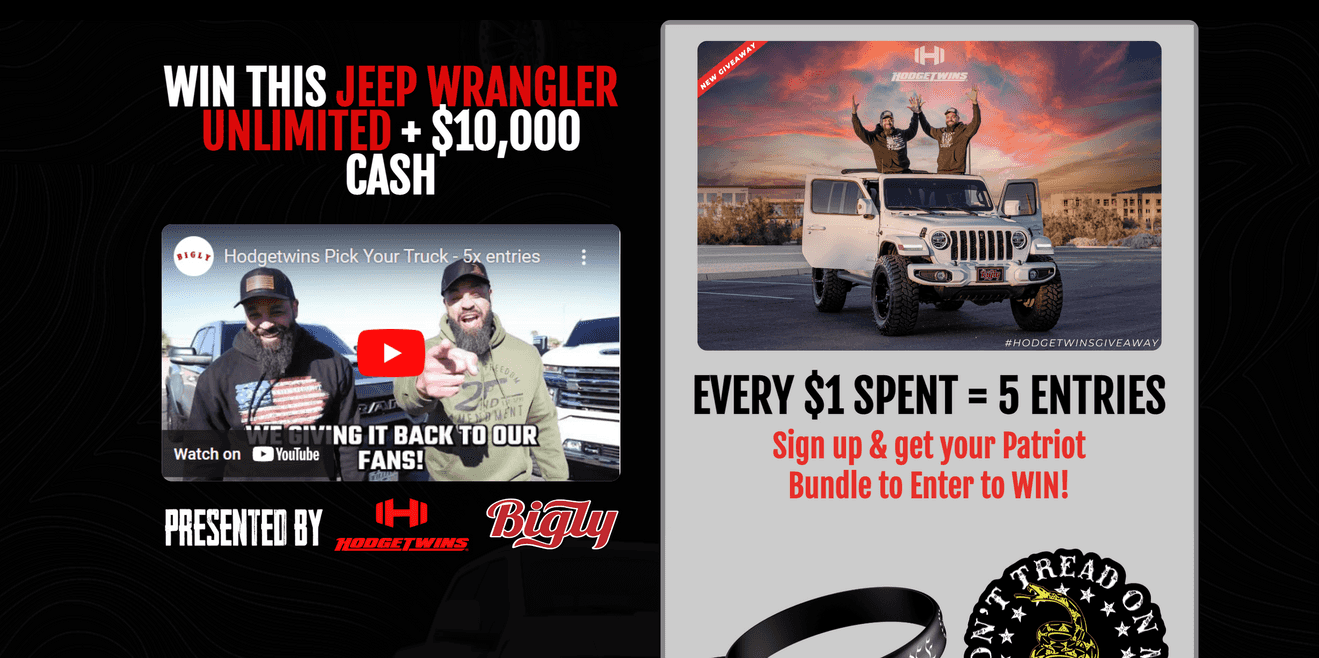 WIN THIS JEEP WRANGLER
UNLIMITED + $10,000
CASH
BIGLY
Hodgetwins Pick Your Truck - 5x entries
WE GIVING IT BACK TO OUR
FANS!
Watch on YouTube
PRESENTED BY
HODGETWINS
Bigly
NEW GIVEAWAY
HODGETWINS
#HODGETWINSGIVEAWAY
EVERY $1 SPENT = 5 ENTRIES
Sign up & get your Patriot
Bundle to Enter to WIN!
TREAD ON